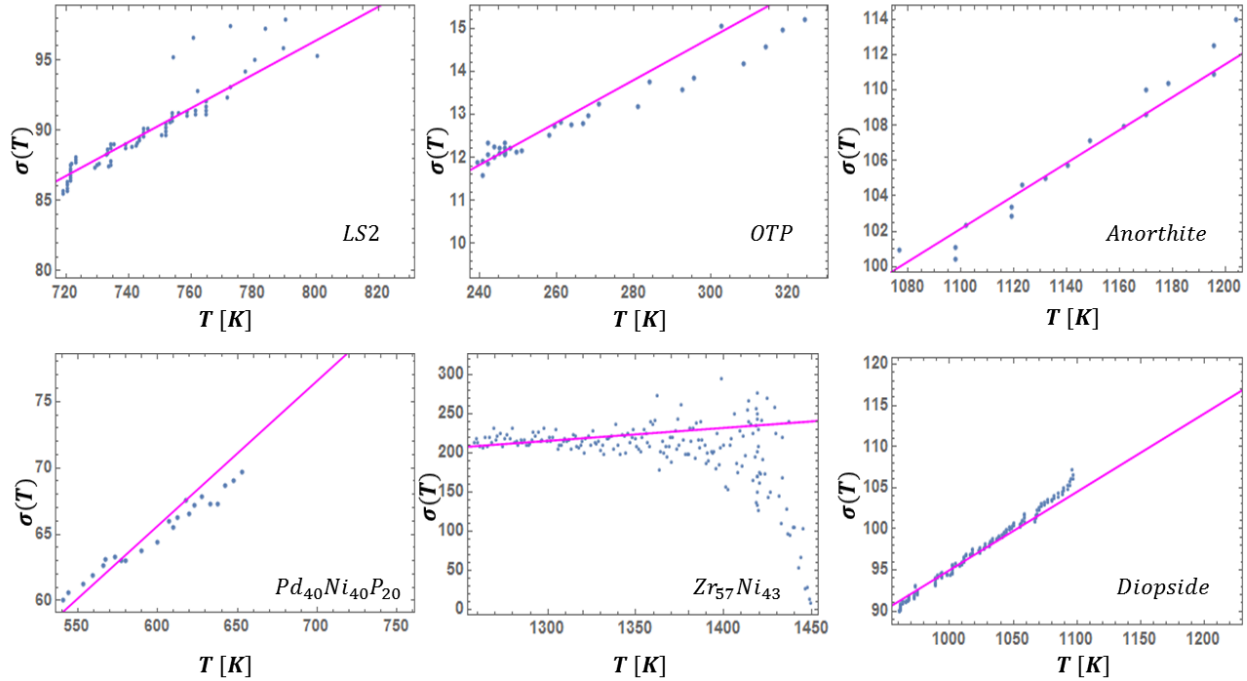 σ(T)
95
90
85
80
LS2
720 740 760 780 800 820
T [K]
σ(T)
15
14
13
12
11
10
OTP
240 260 280 300 320
T [K]
σ(T)
114
112
110
108
106
104
102
100
Anorthite
1080 1100 1120 1140 1160 1180 1200
T [K]
σ(T)
75
70
65
60
Pd₄₀Ni₄₀P₂₀
550 600 650 700 750
T [K]
σ(T)
300
250
200
150
100
50
0
Zr₅₇Ni₄₃
1300 1350 1400 1450
T [K]
σ(T)
120
115
110
105
100
95
90
Diopside
1000 1050 1100 1150 1200
T [K]